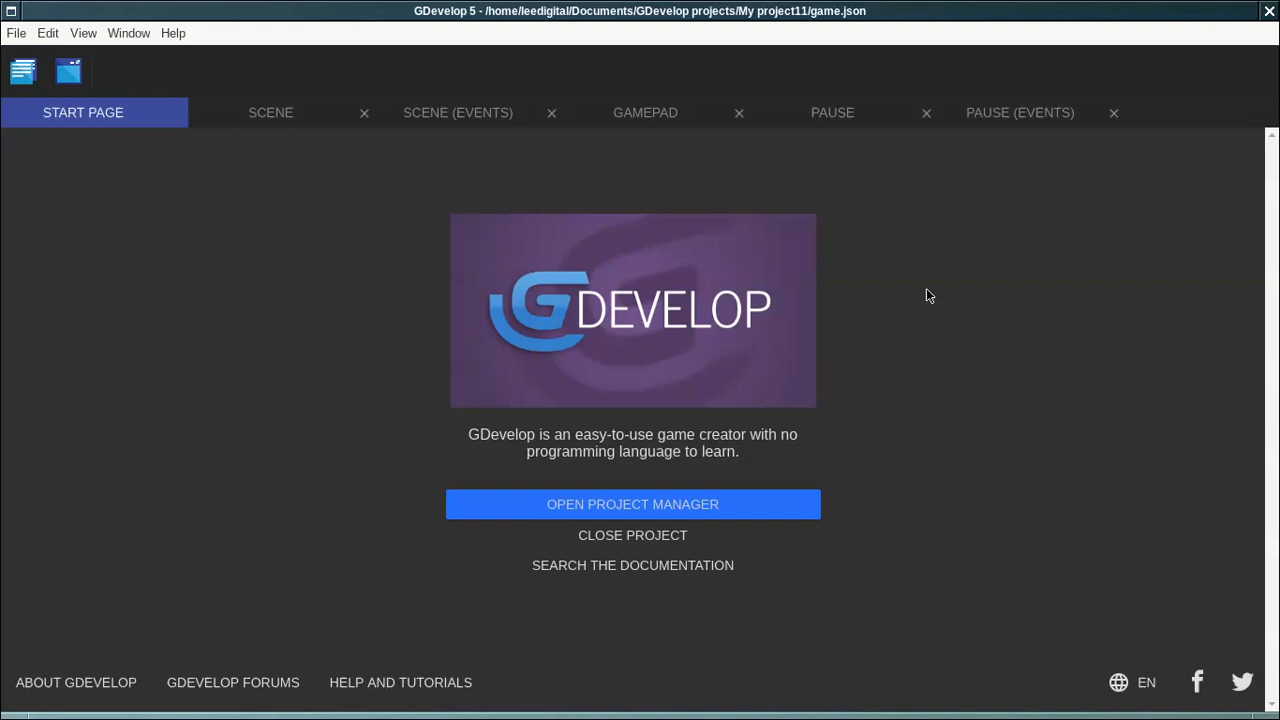 GDevelop 5 - /home/leedigital/Documents/GDevelop projects/My project11/game.json
File Edit View Window Help
START PAGE SCENE SCENE (EVENTS) GAMEPAD PAUSE PAUSE (EVENTS)
GDEVELOP
GDevelop is an easy-to-use game creator with no
programming language to learn.
OPEN PROJECT MANAGER
CLOSE PROJECT
SEARCH THE DOCUMENTATION
ABOUT GDEVELOP GDEVELOP FORUMS HELP AND TUTORIALS EN